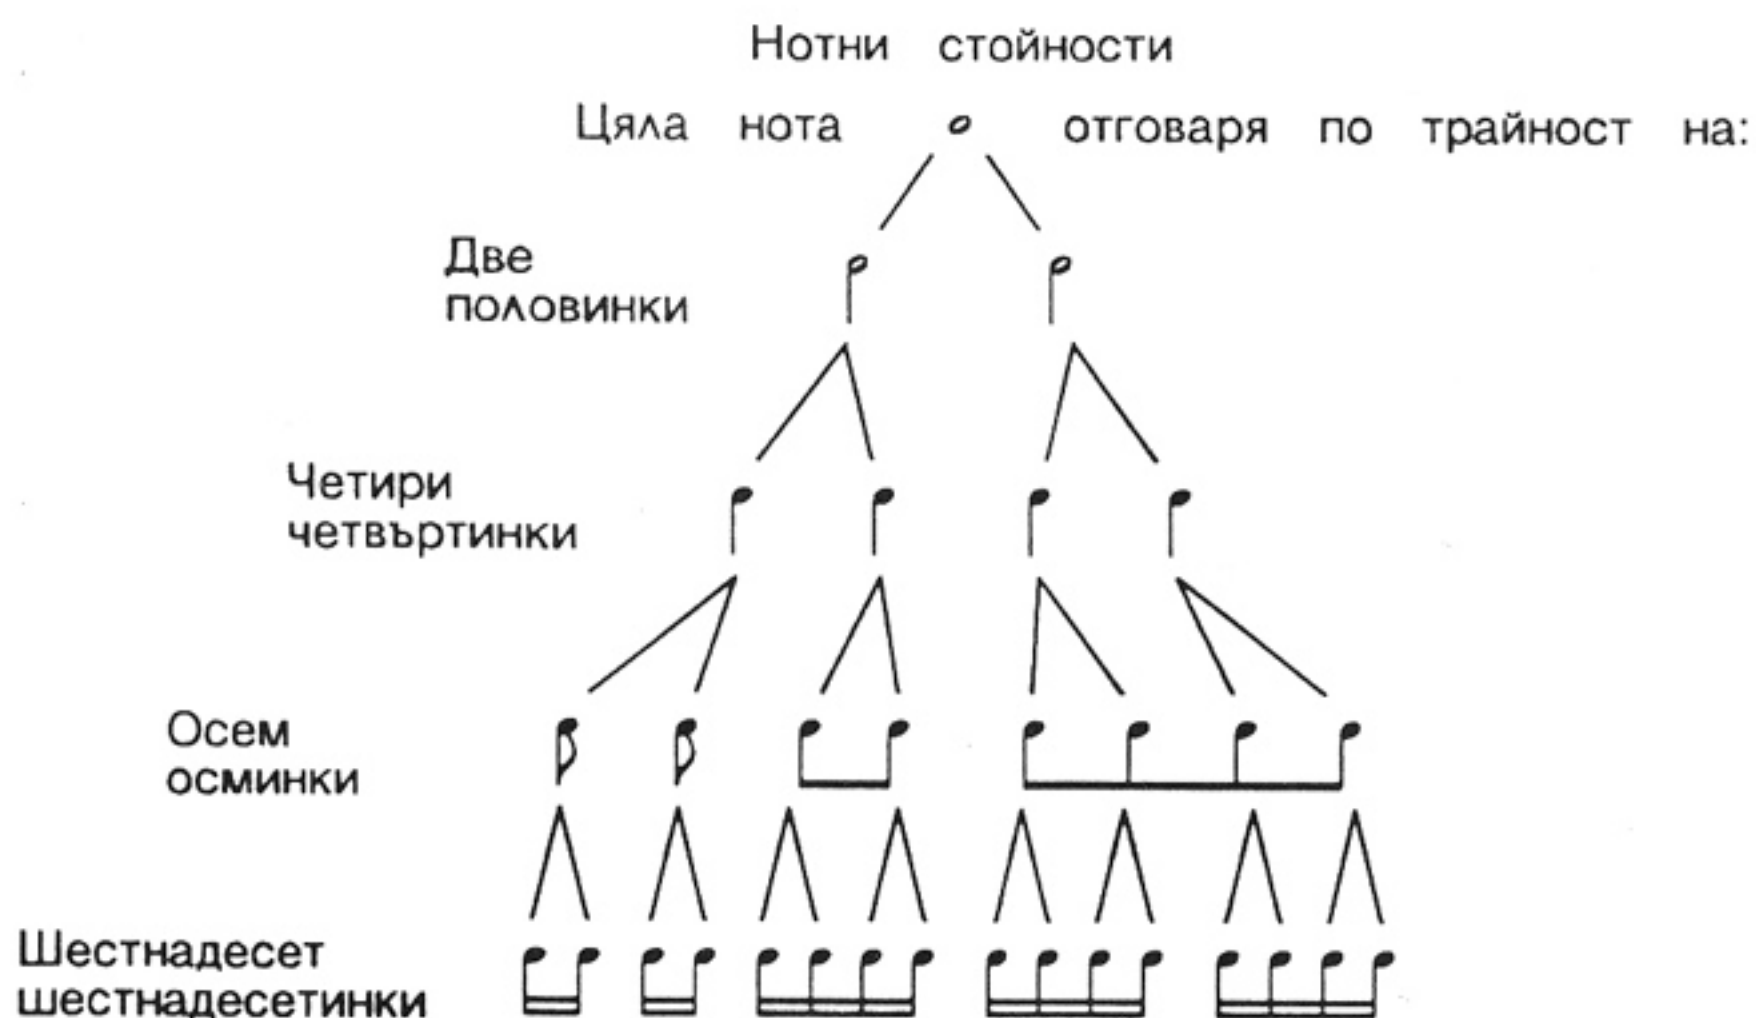 Нотни стойности
Цяла нота отговаря по трайност на:
Две
половинки
Четири
четвъртинки
Осем
осминки
Шестнадесет
шестнадесетинки